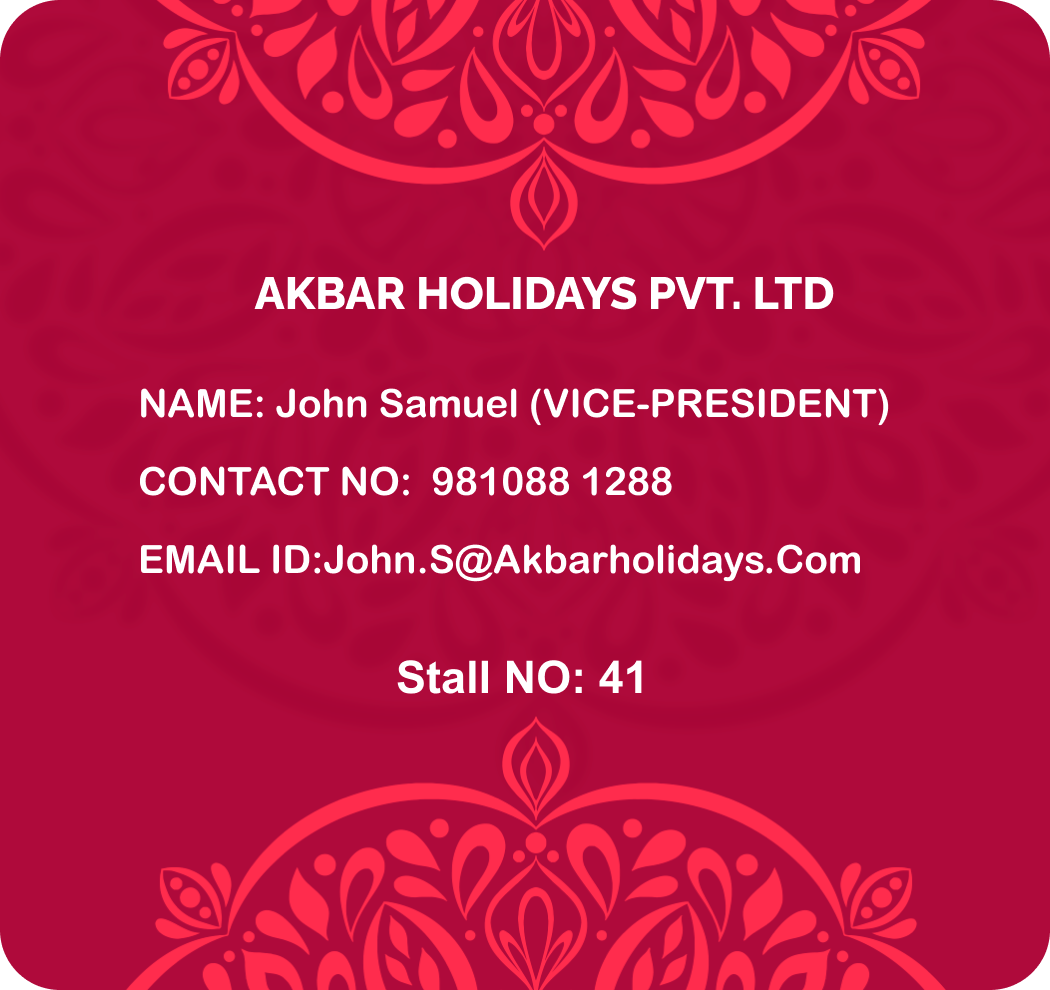 AKBAR HOLIDAYS PVT. LTD
NAME: John Samuel (VICE-PRESIDENT)
CONTACT NO: 981088 1288
EMAIL ID:John.S@Akbarholidays.Com
Stall NO: 41